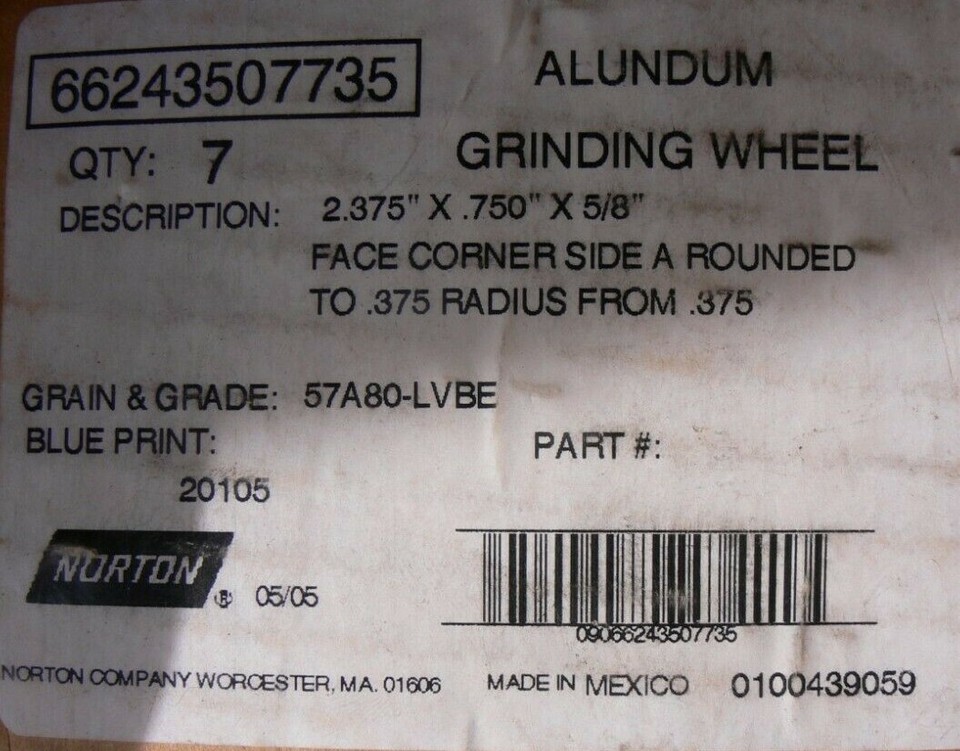 66243507735
ALUNDUM
QTY: 7
GRINDING WHEEL
DESCRIPTION: 2.375" X .750" X 5/8"
FACE CORNER SIDE A ROUNDED
TO .375 RADIUS FROM .375
GRAIN & GRADE: 57A80-LVBE
BLUE PRINT:
PART #:
20105
NORTON ® 05/05
09066243507735
NORTON COMPANY WORCESTER, MA. 01606
MADE IN MEXICO
0100439059